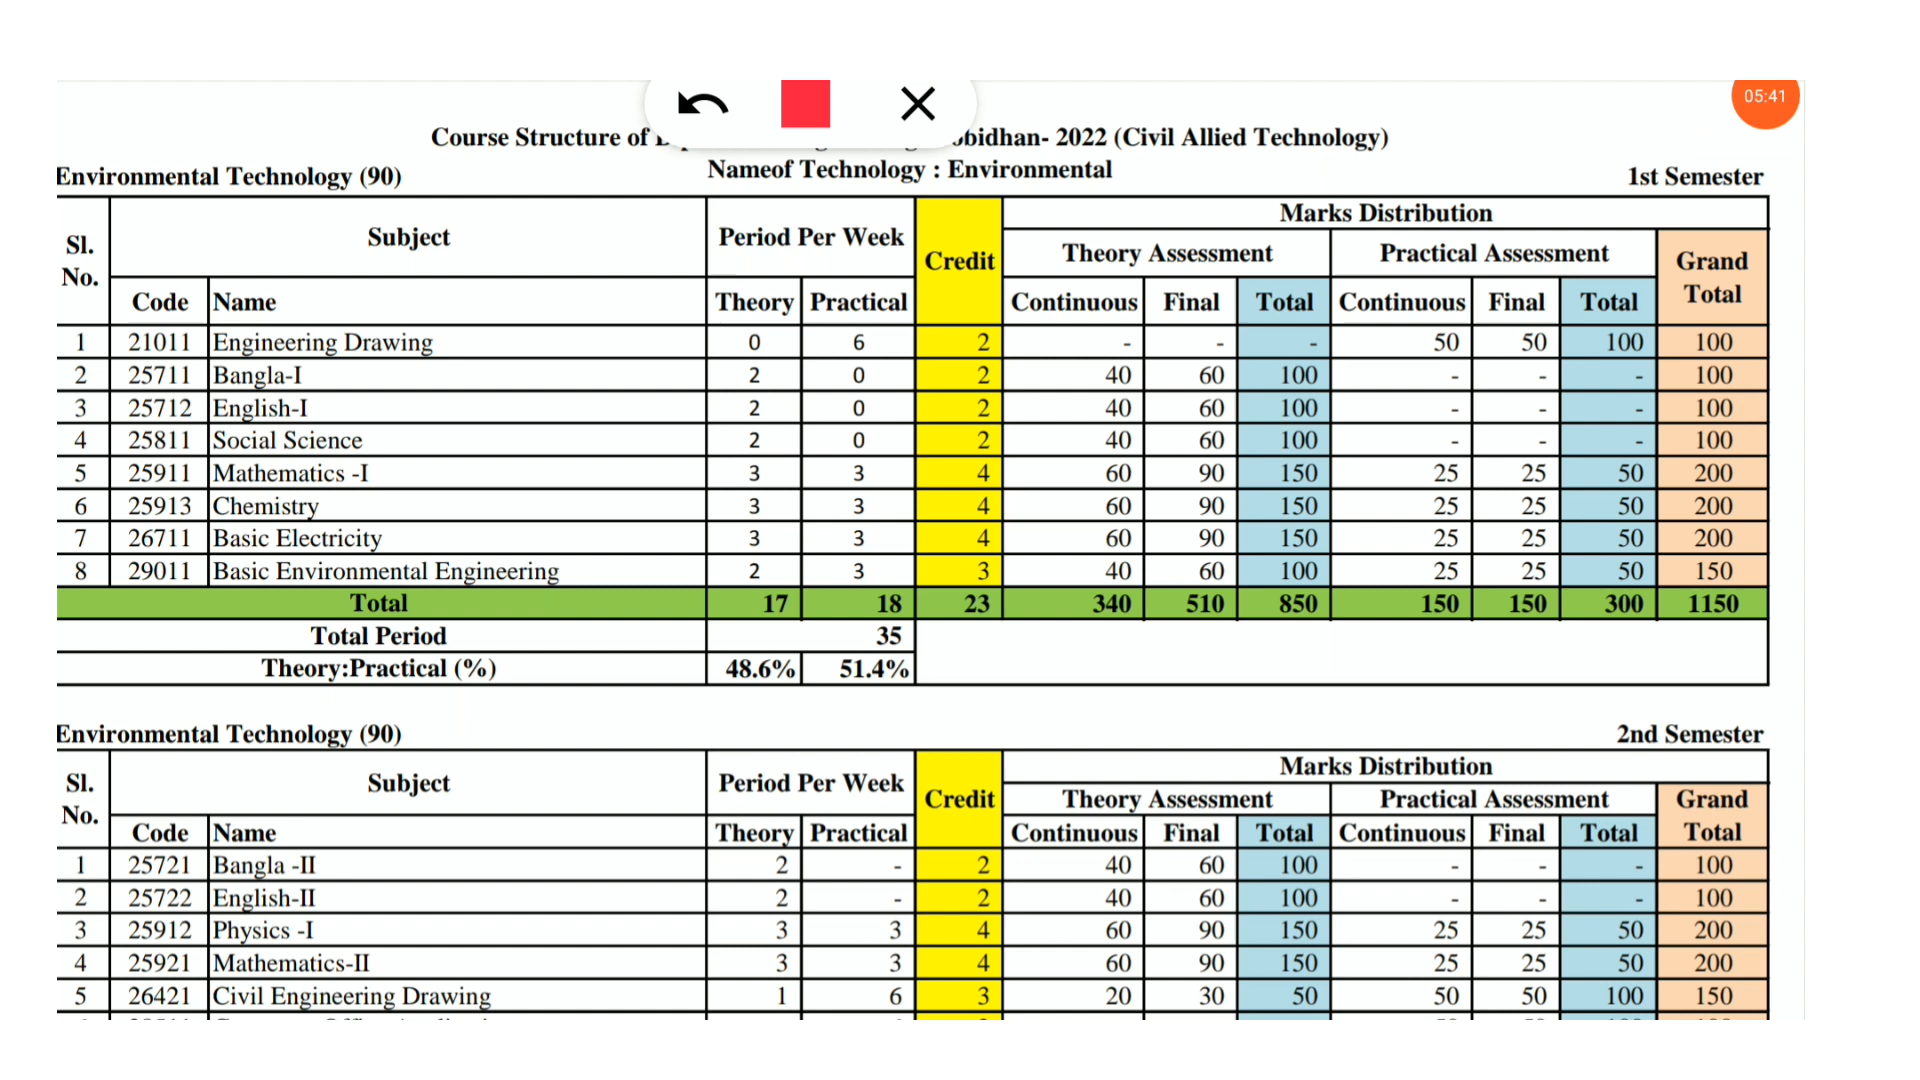 05:41
Course Structure of obidhan- 2022 (Civil Allied Technology)
Nameof Technology : Environmental
Environmental Technology (90) 1st Semester
Sl. No. Subject Period Per Week Credit Marks Distribution
Theory Assessment Practical Assessment Grand Total
Code Name Theory Practical Continuous Final Total Continuous Final Total
1 21011 Engineering Drawing 0 6 2 - - - 50 50 100 100
2 25711 Bangla-I 2 0 2 40 60 100 - - - 100
3 25712 English-I 2 0 2 40 60 100 - - - 100
4 25811 Social Science 2 0 2 40 60 100 - - - 100
5 25911 Mathematics -I 3 3 4 60 90 150 25 25 50 200
6 25913 Chemistry 3 3 4 60 90 150 25 25 50 200
7 26711 Basic Electricity 3 3 4 60 90 150 25 25 50 200
8 29011 Basic Environmental Engineering 2 3 3 40 60 100 25 25 50 150
Total 17 18 23 340 510 850 150 150 300 1150
Total Period 35
Theory:Practical (%) 48.6% 51.4%
Environmental Technology (90) 2nd Semester
Sl. No. Subject Period Per Week Credit Marks Distribution
Theory Assessment Practical Assessment Grand Total
Code Name Theory Practical Continuous Final Total Continuous Final Total
1 25721 Bangla -II 2 - 2 40 60 100 - - - 100
2 25722 English-II 2 - 2 40 60 100 - - - 100
3 25912 Physics -I 3 3 4 60 90 150 25 25 50 200
4 25921 Mathematics-II 3 3 4 60 90 150 25 25 50 200
5 26421 Civil Engineering Drawing 1 6 3 20 30 50 50 50 100 150